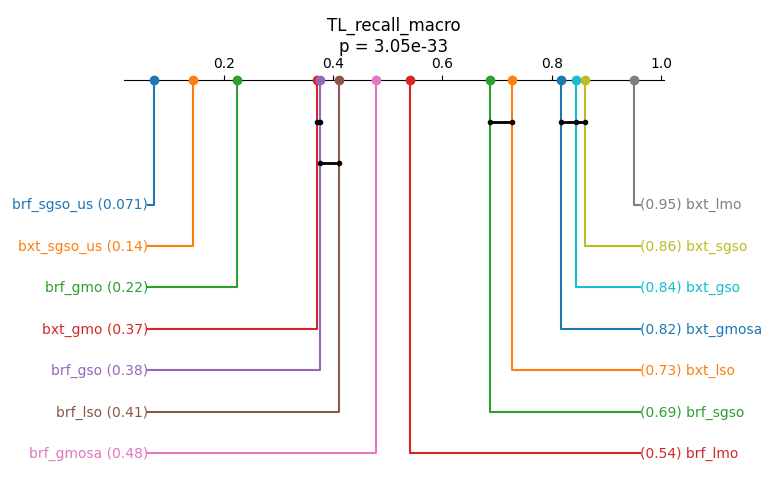 TL_recall_macro
p = 3.05e-33
0.2 0.4 0.6 0.8 1.0
brf_sgso_us (0.071) (0.95) bxt_lmo
bxt_sgso_us (0.14) (0.86) bxt_sgso
brf_gmo (0.22) (0.84) bxt_gso
bxt_gmo (0.37) (0.82) bxt_gmosa
brf_gso (0.38) (0.73) bxt_lso
brf_lso (0.41) (0.69) brf_sgso
brf_gmosa (0.48) (0.54) brf_lmo